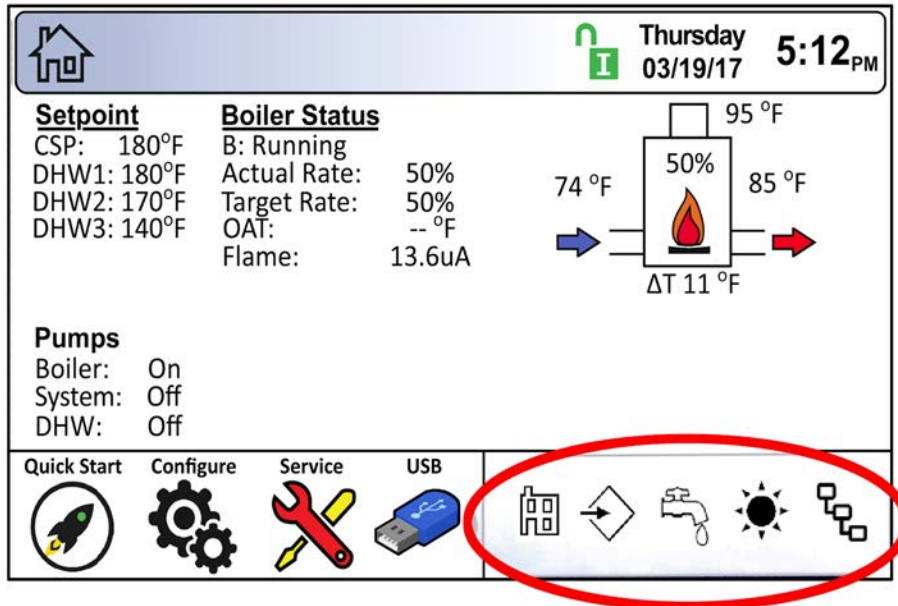 Thursday
03/19/17
5:12PM
I
Setpoint
CSP: 180°F
DHW1: 180°F
DHW2: 170°F
DHW3: 140°F
Boiler Status
B: Running
Actual Rate: 50%
Target Rate: 50%
OAT: -- °F
Flame: 13.6uA
95 °F
50%
74 °F
85 °F
ΔT 11 °F
Pumps
Boiler: On
System: Off
DHW: Off
Quick Start
Configure
Service
USB